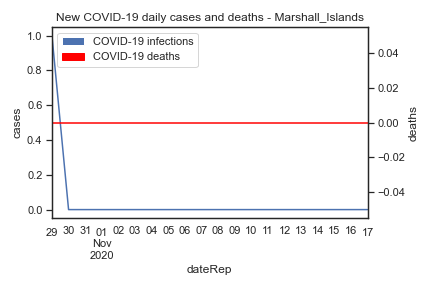 New COVID-19 daily cases and deaths - Marshall_Islands
COVID-19 infections
COVID-19 deaths
1.0
0.8
0.6
0.4
0.2
0.0
cases
0.04
0.02
0.00
−0.02
−0.04
deaths
29 30 31 01 02 03 04 05 06 07 08 09 10 11 12 13 14 15 16 17
Nov
2020
dateRep